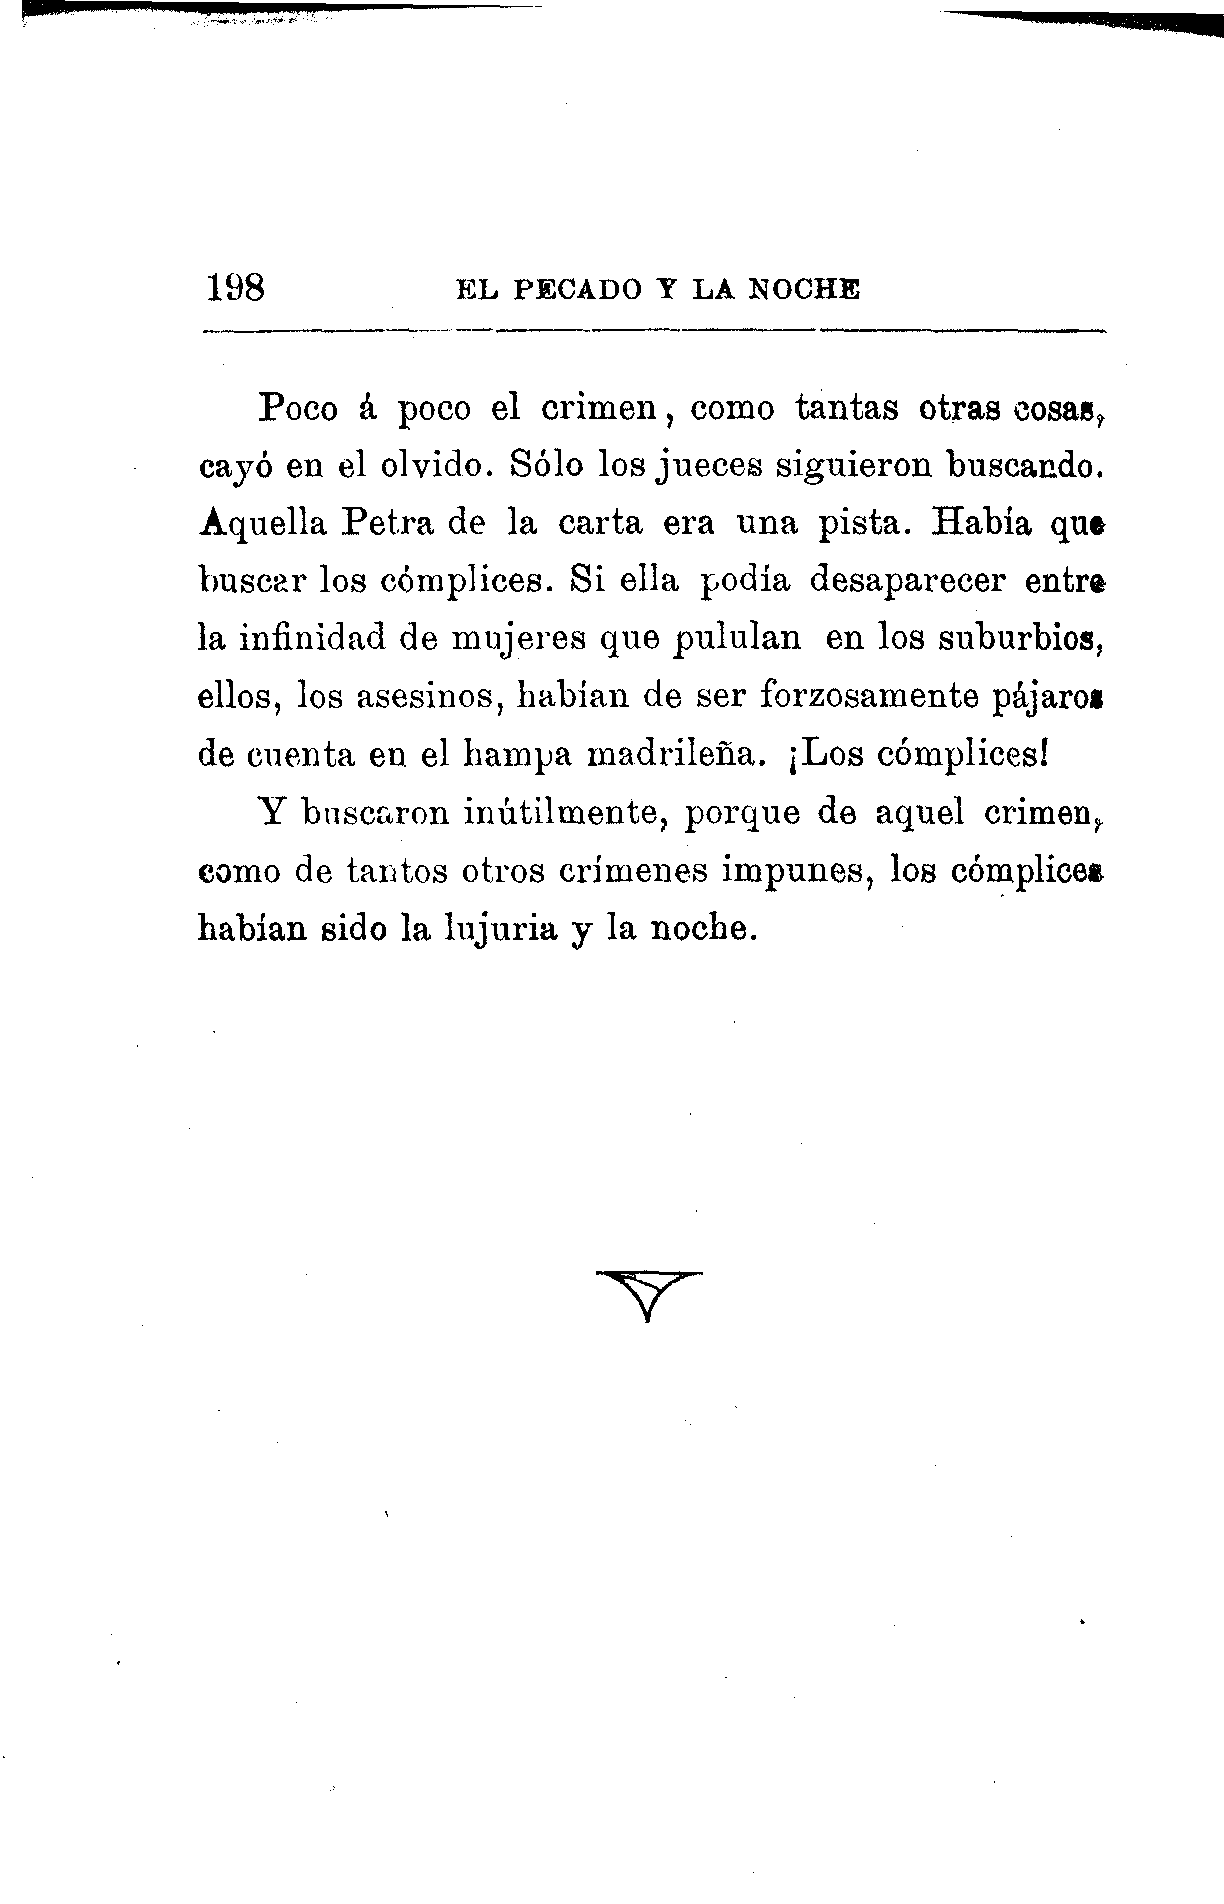 198 EL PECADO Y LA NOCHE
Poco á poco el crimen, como tantas otras cosas,
cayó en el olvido. Sólo los jueces siguieron buscando.
Aquella Petra de la carta era una pista. Había que
buscar los cómplices. Si ella podía desaparecer entre
la infinidad de mujeres que pululan en los suburbios,
ellos, los asesinos, habían de ser forzosamente pájaros
de cuenta en el hampa madrileña. ¡Los cómplices!
Y buscaron inútilmente, porque de aquel crimen,
como de tantos otros crímenes impunes, los cómplices
habían sido la lujuria y la noche.